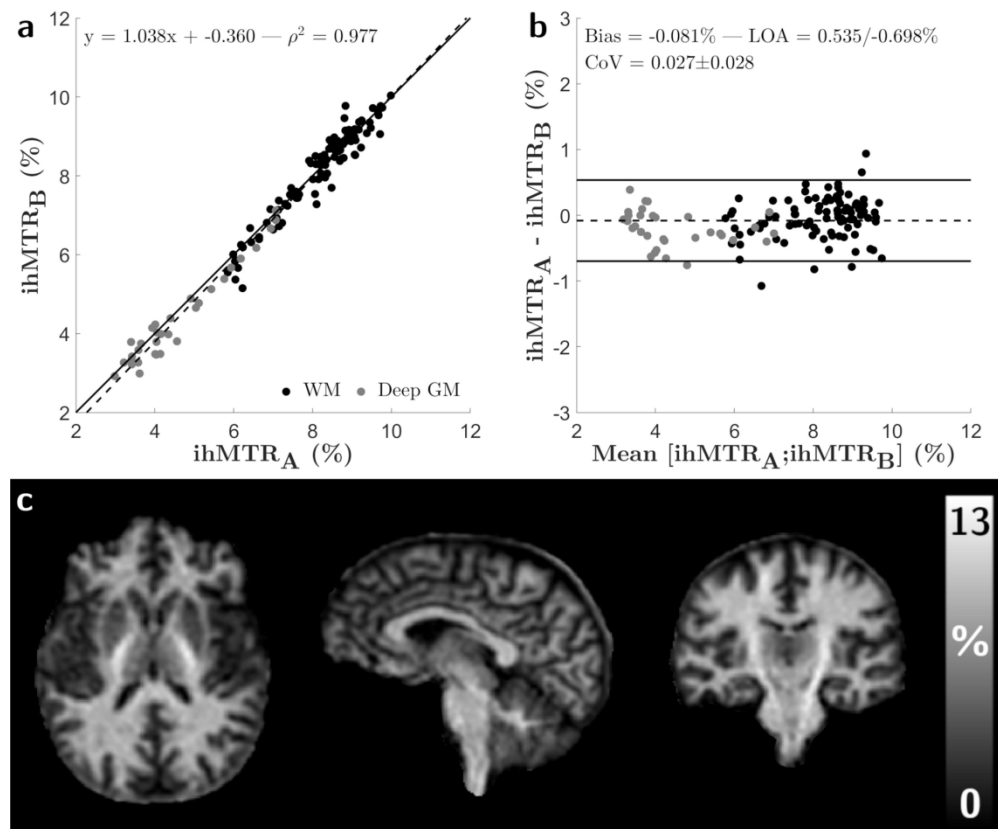 a
y = 1.038x + -0.360 — ρ² = 0.977
12
10
8
6
4
2
ihMTR_B (%)
WM
Deep GM
4 6 8 10 12
ihMTR_A (%)
b
Bias = -0.081% — LOA = 0.535/-0.698%
CoV = 0.027±0.028
3
2
1
0
-1
-2
-3
ihMTR_A - ihMTR_B (%)
2 4 6 8 10 12
Mean [ihMTR_A;ihMTR_B] (%)
c
13
%
0